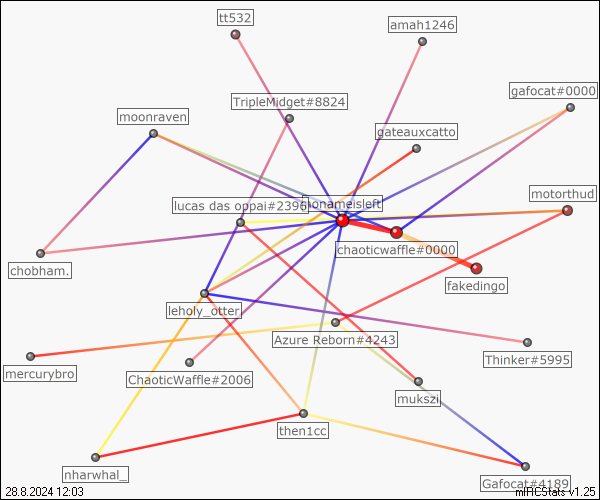 tt532
amah1246
gafocat#0000
TripleMidget#8824
moonraven
gateauxcatto
motorthud
lucas das oppai#2396
nonameisleft
chaoticwaffle#0000
chobham.
fakedingo
leholy_otter
Azure Reborn#4243
Thinker#5995
mercurybro
ChaoticWaffle#2006
mukszi
then1cc
nharwhal_
Gafocat#4189
28.8.2024 12:03
mIRCStats v1.25